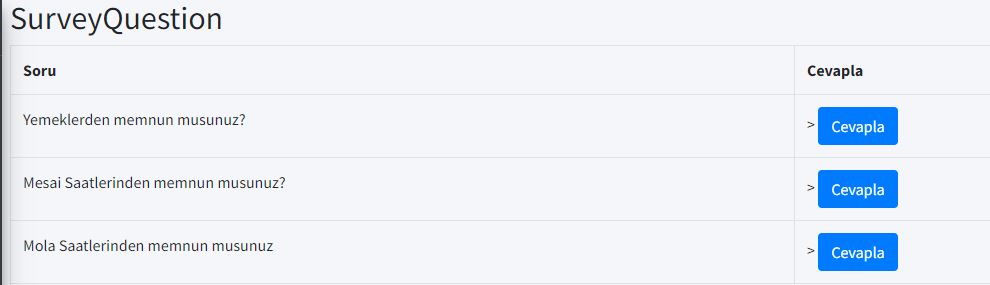 SurveyQuestion
Soru Cevapla
Yemeklerden memnun musunuz? > Cevapla
Mesai Saatlerinden memnun musunuz? > Cevapla
Mola Saatlerinden memnun musunuz > Cevapla